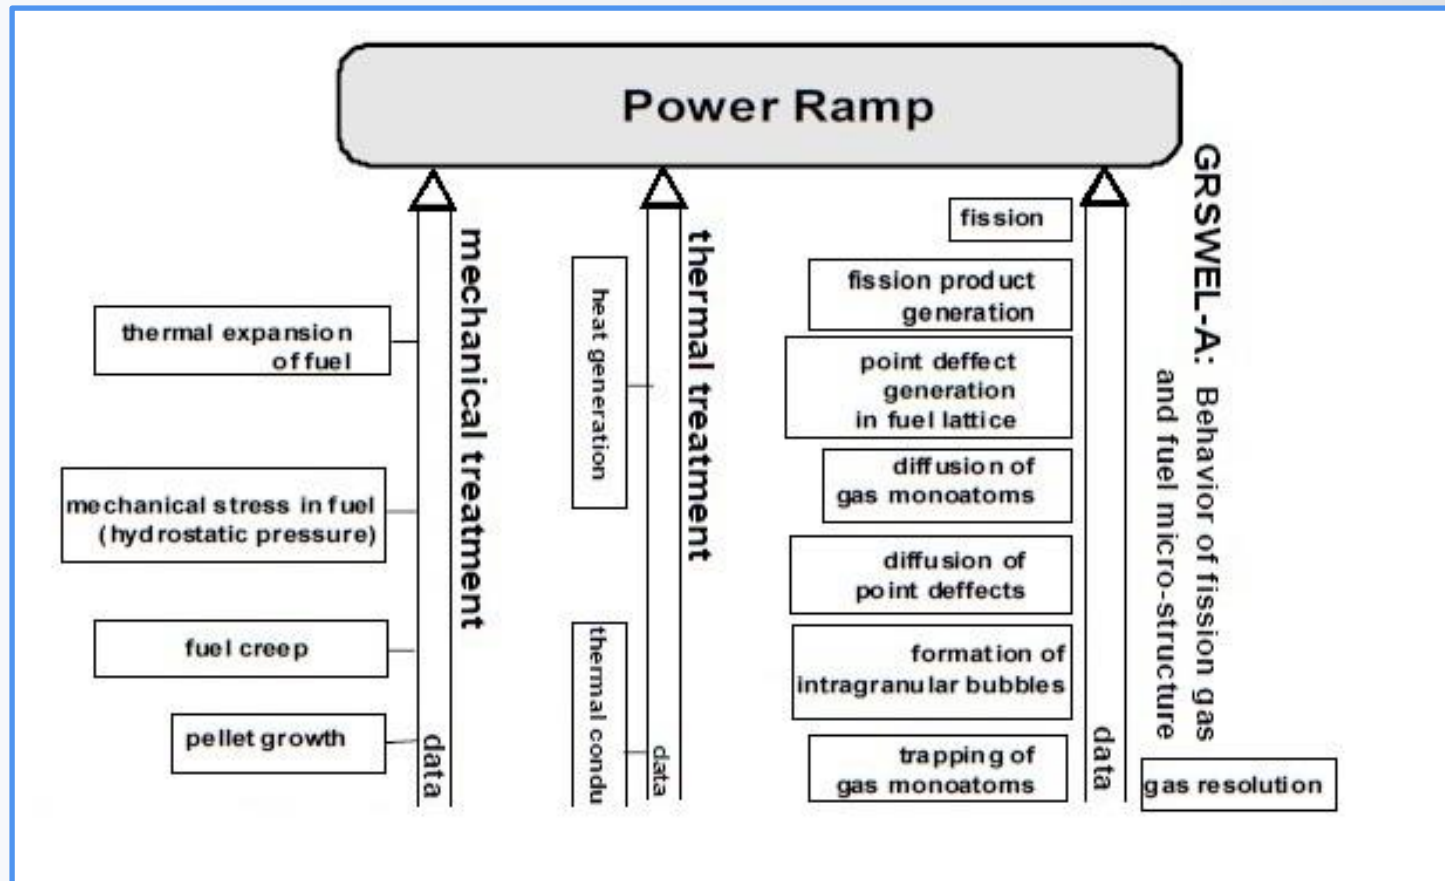 Power Ramp
mechanical treatment
thermal expansion
of fuel
mechanical stress in fuel
(hydrostatic pressure)
fuel creep
pellet growth
data
thermal treatment
heat generation
thermal condu
data
GRSWEL-A: Behavior of fission gas
and fuel micro-structure
fission
fission product
generation
point deffect
generation
in fuel lattice
diffusion of
gas monoatoms
diffusion of
point deffects
formation of
intragranular bubbles
trapping of
gas monoatoms
data
gas resolution